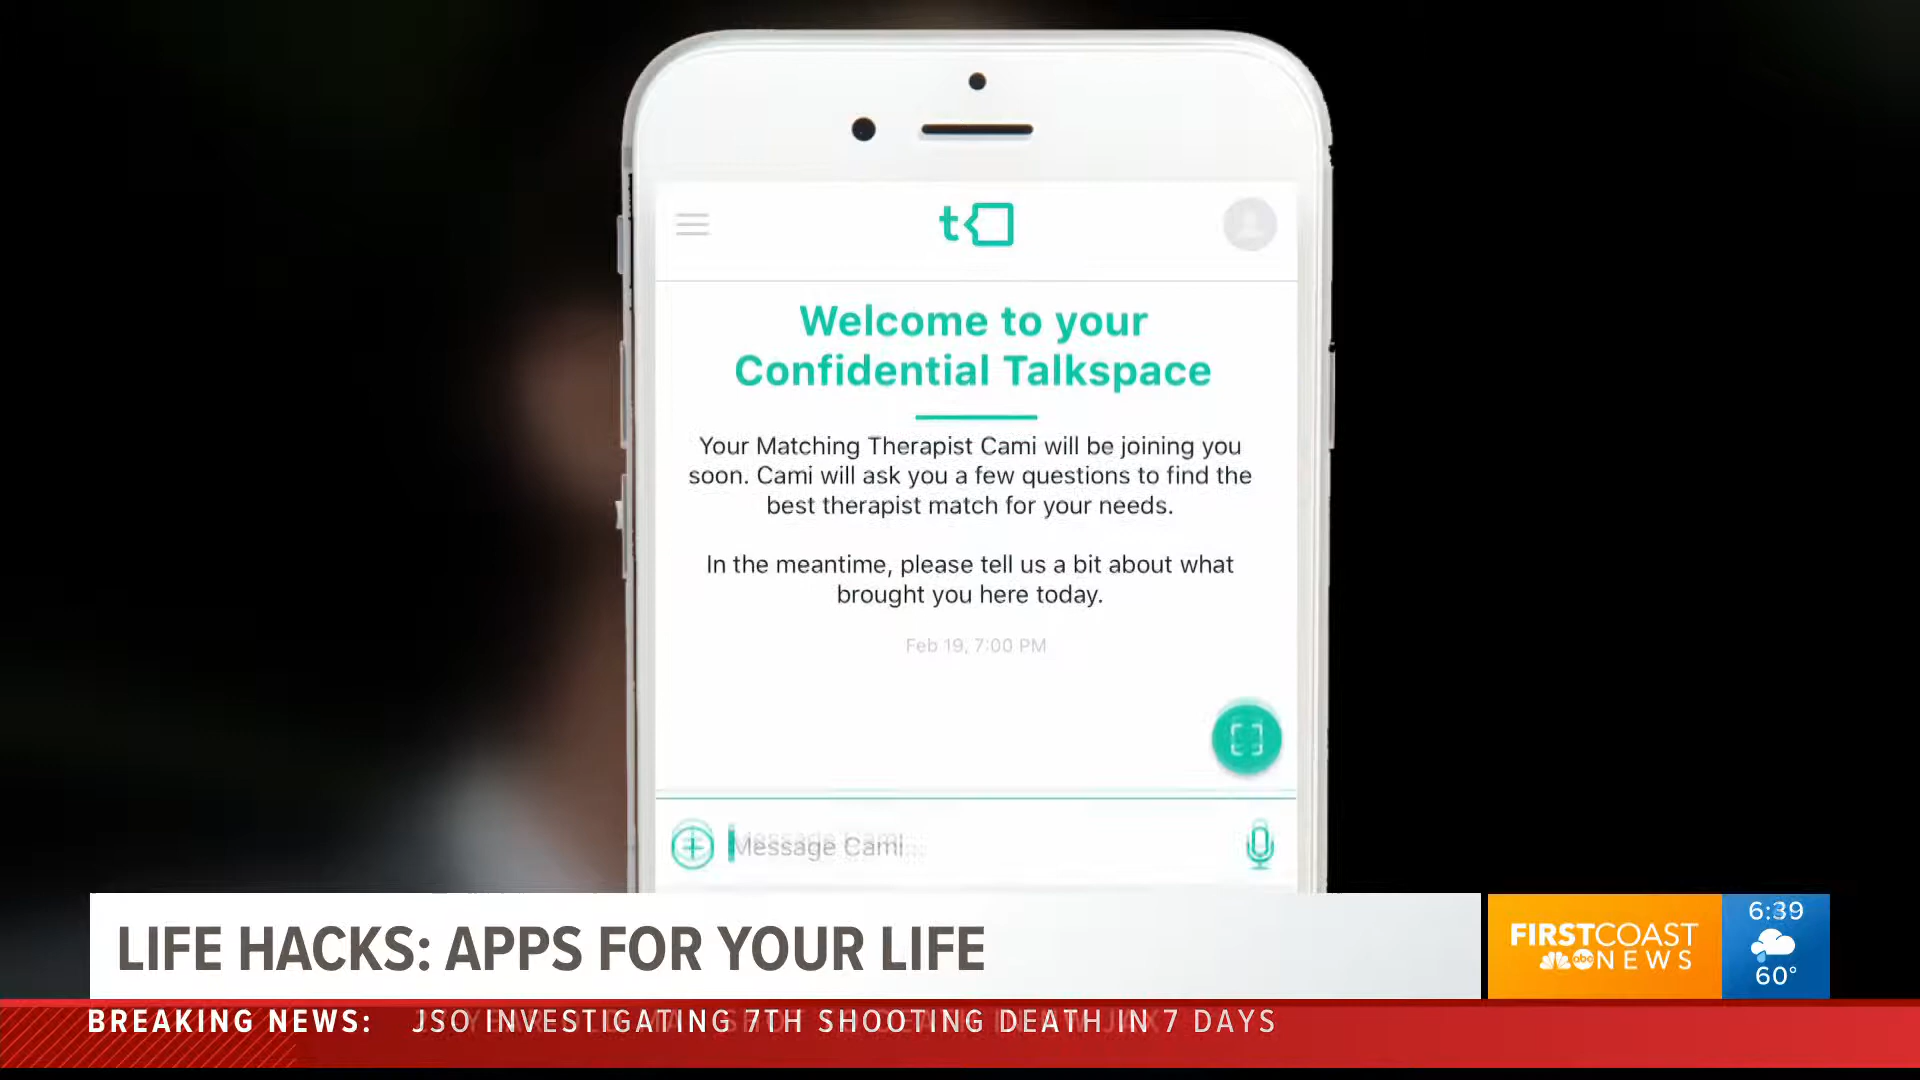 t
Welcome to your
Confidential Talkspace
Your Matching Therapist Cami will be joining you
soon. Cami will ask you a few questions to find the
best therapist match for your needs.
In the meantime, please tell us a bit about what
brought you here today.
Feb 19, 7:00 PM
Message Cami...
LIFE HACKS: APPS FOR YOUR LIFE
FIRST COAST
abc NEWS
6:39
60°
BREAKING NEWS: JSO INVESTIGATING 7TH SHOOTING DEATH IN 7 DAYS